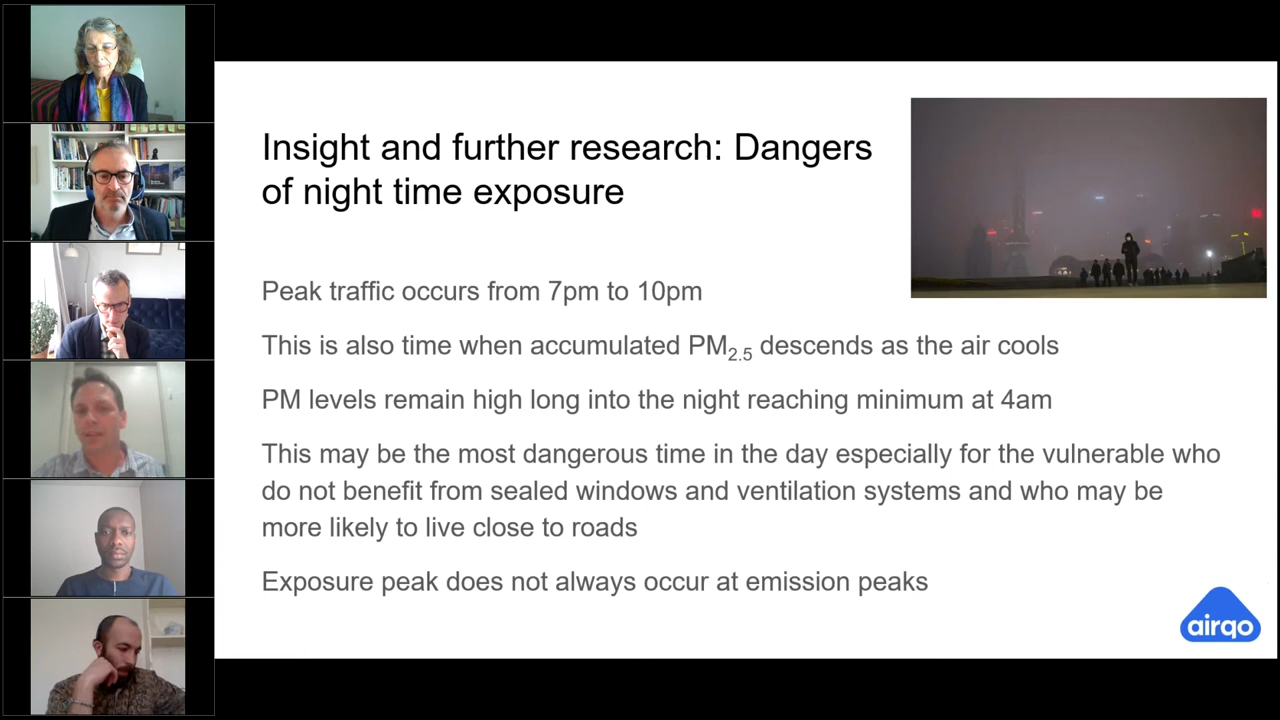 Insight and further research: Dangers
of night time exposure
Peak traffic occurs from 7pm to 10pm
This is also time when accumulated PM2.5 descends as the air cools
PM levels remain high long into the night reaching minimum at 4am
This may be the most dangerous time in the day especially for the vulnerable who
do not benefit from sealed windows and ventilation systems and who may be
more likely to live close to roads
Exposure peak does not always occur at emission peaks
airqo